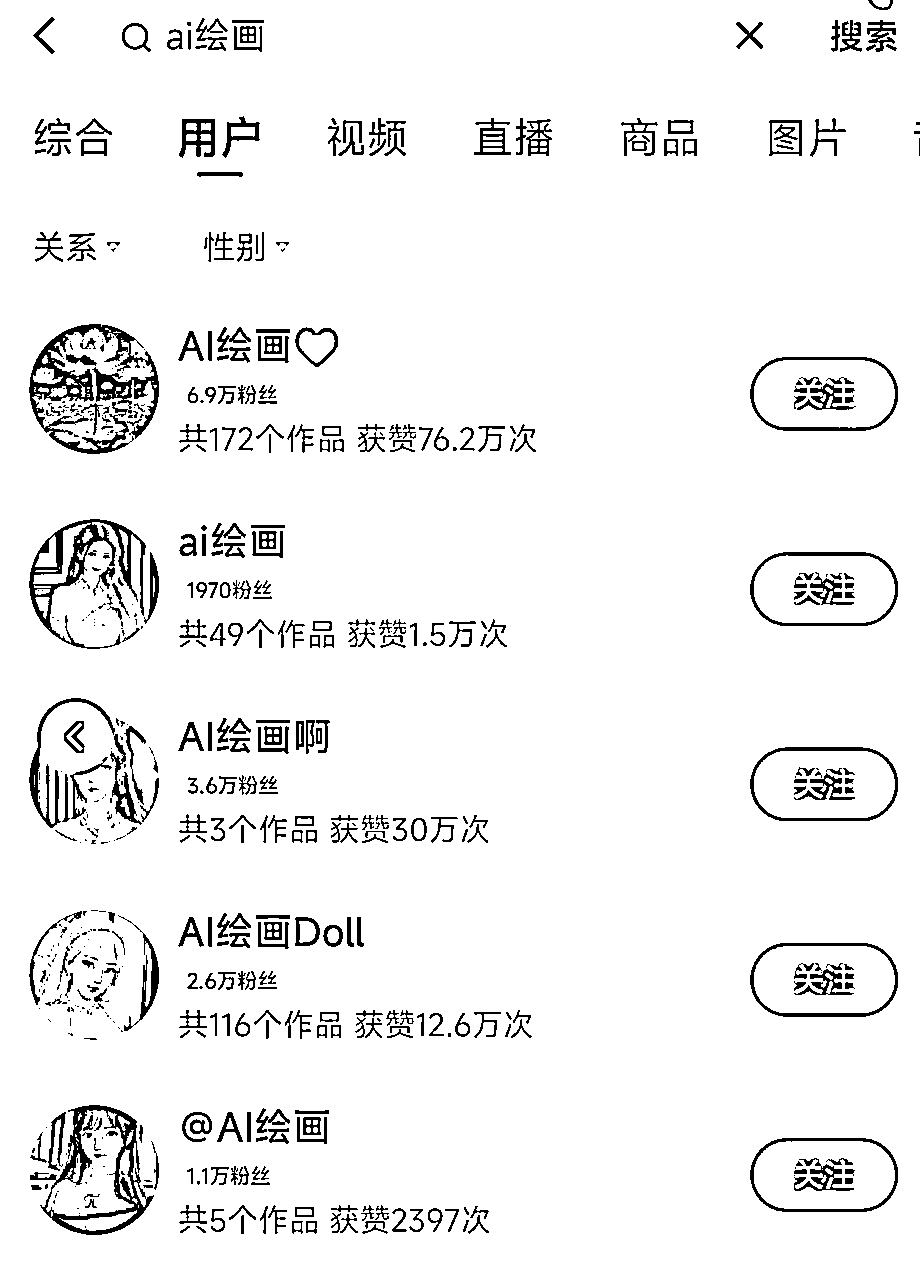 ai绘画 搜索
综合 用户 视频 直播 商品 图片
关系 性别
AI绘画
6.9万粉丝
关注
共172个作品 获赞76.2万次
ai绘画
1970粉丝
关注
共49个作品 获赞1.5万次
AI绘画啊
3.6万粉丝
关注
共3个作品 获赞30万次
AI绘画Doll
2.6万粉丝
关注
共116个作品 获赞12.6万次
@AI绘画
1.1万粉丝
关注
共5个作品 获赞2397次